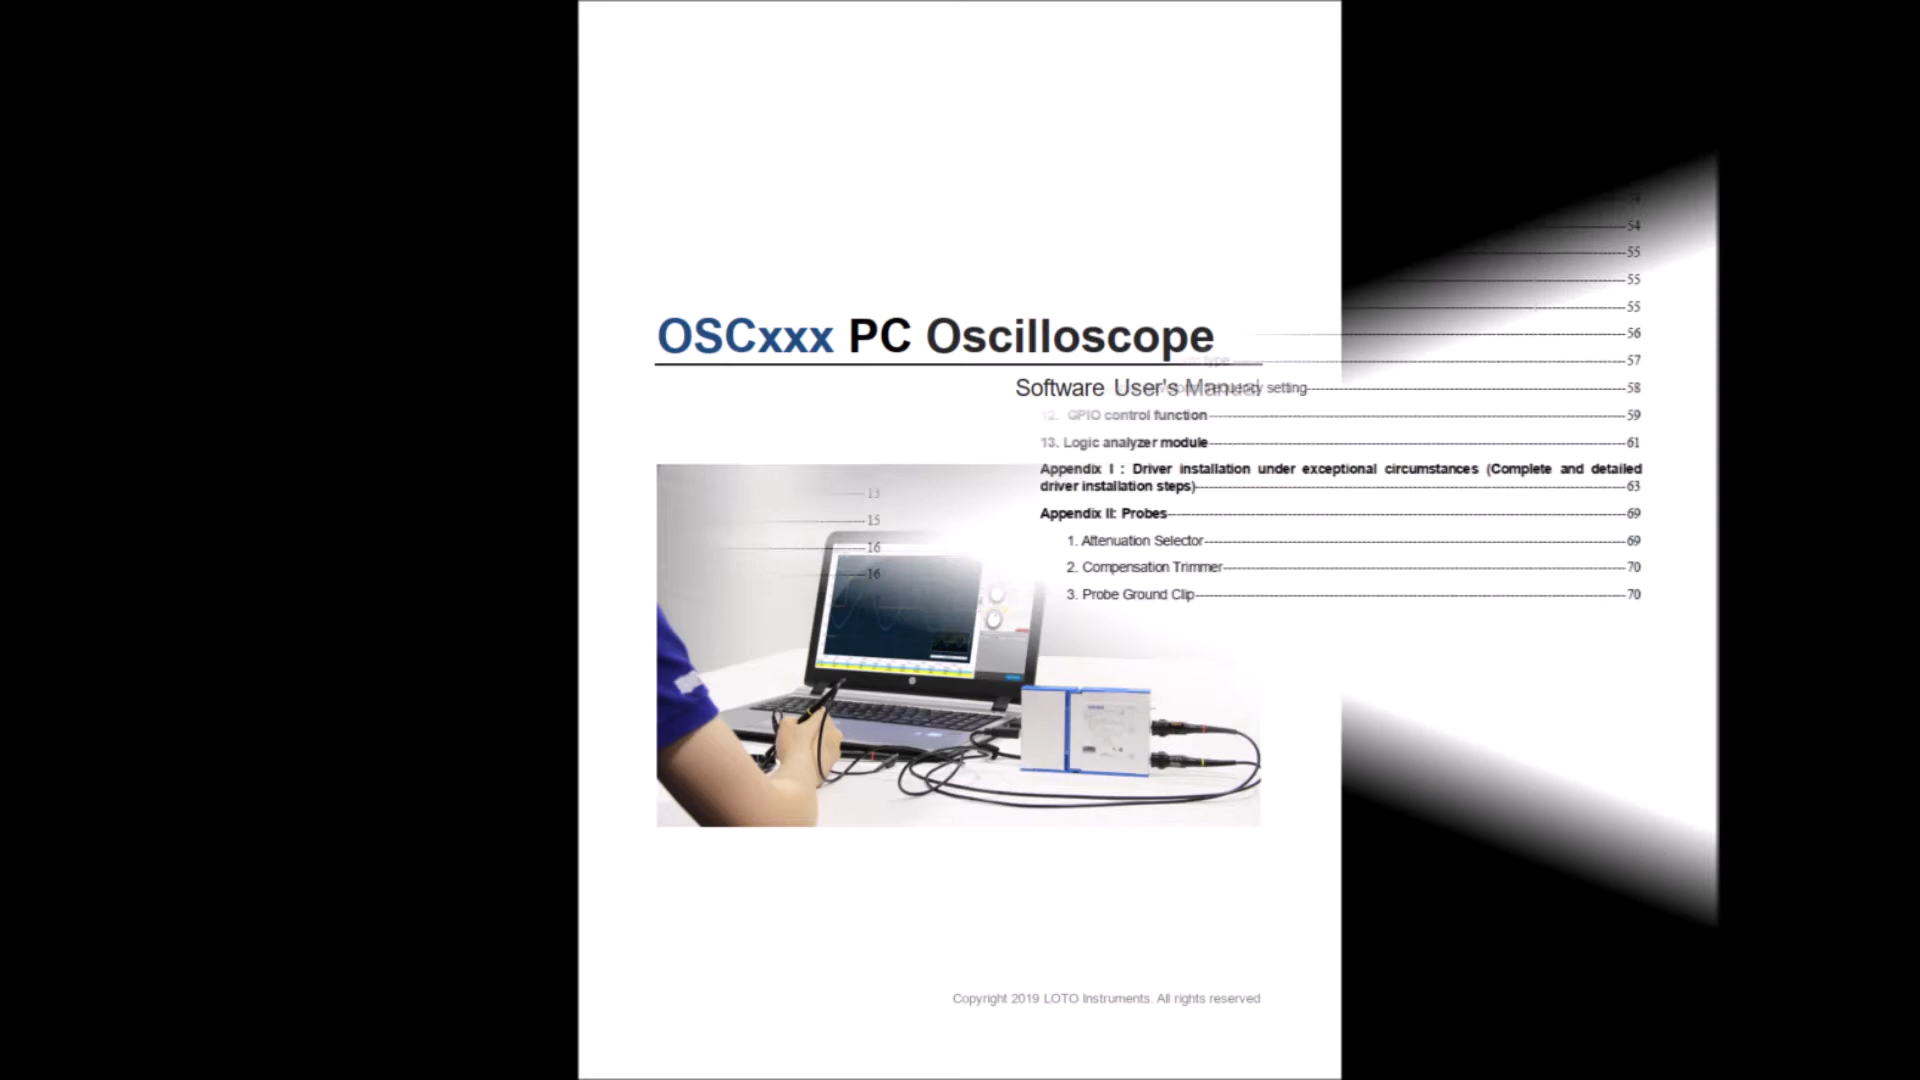 OSCxxx PC Oscilloscope
Software User's Manual
54
55
55
55
56
type 57
frequency setting 58
12. GPIO control function 59
13. Logic analyzer module 61
Appendix I : Driver installation under exceptional circumstances (Complete and detailed
driver installation steps) 63
Appendix II: Probes 69
1. Attenuation Selector 69
2. Compensation Trimmer 70
3. Probe Ground Clip 70
13
15
16
16
Copyright 2019 LOTO Instruments. All rights reserved